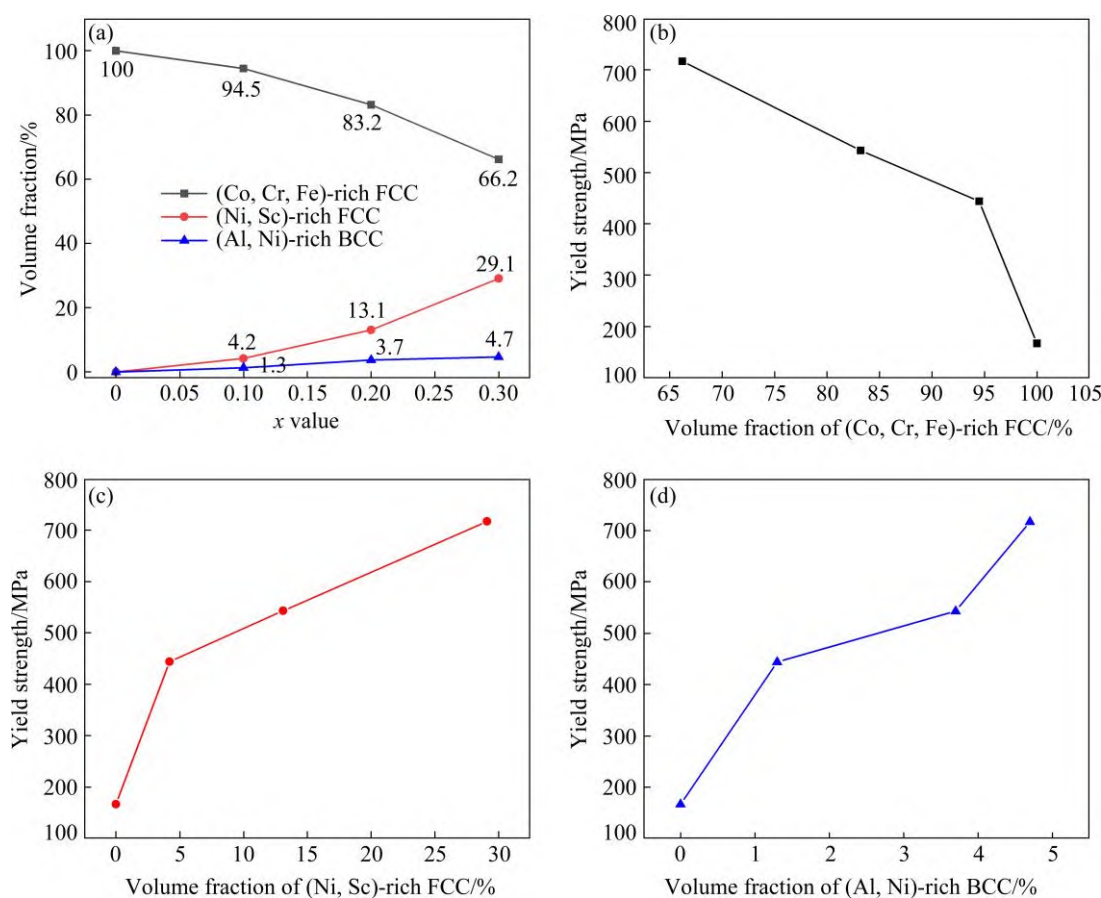 (a)
100
80
60
40
20
0
Volume fraction/%
100
94.5
83.2
66.2
(Co, Cr, Fe)-rich FCC
(Ni, Sc)-rich FCC
(Al, Ni)-rich BCC
29.1
13.1
4.2
4.7
3.7
1.3
0 0.05 0.10 0.15 0.20 0.25 0.30
x value
(b)
800
700
600
500
400
300
200
100
Yield strength/MPa
65 70 75 80 85 90 95 100 105
Volume fraction of (Co, Cr, Fe)-rich FCC/%
(c)
800
700
600
500
400
300
200
100
Yield strength/MPa
0 5 10 15 20 25 30
Volume fraction of (Ni, Sc)-rich FCC/%
(d)
800
700
600
500
400
300
200
100
Yield strength/MPa
0 1 2 3 4 5
Volume fraction of (Al, Ni)-rich BCC/%